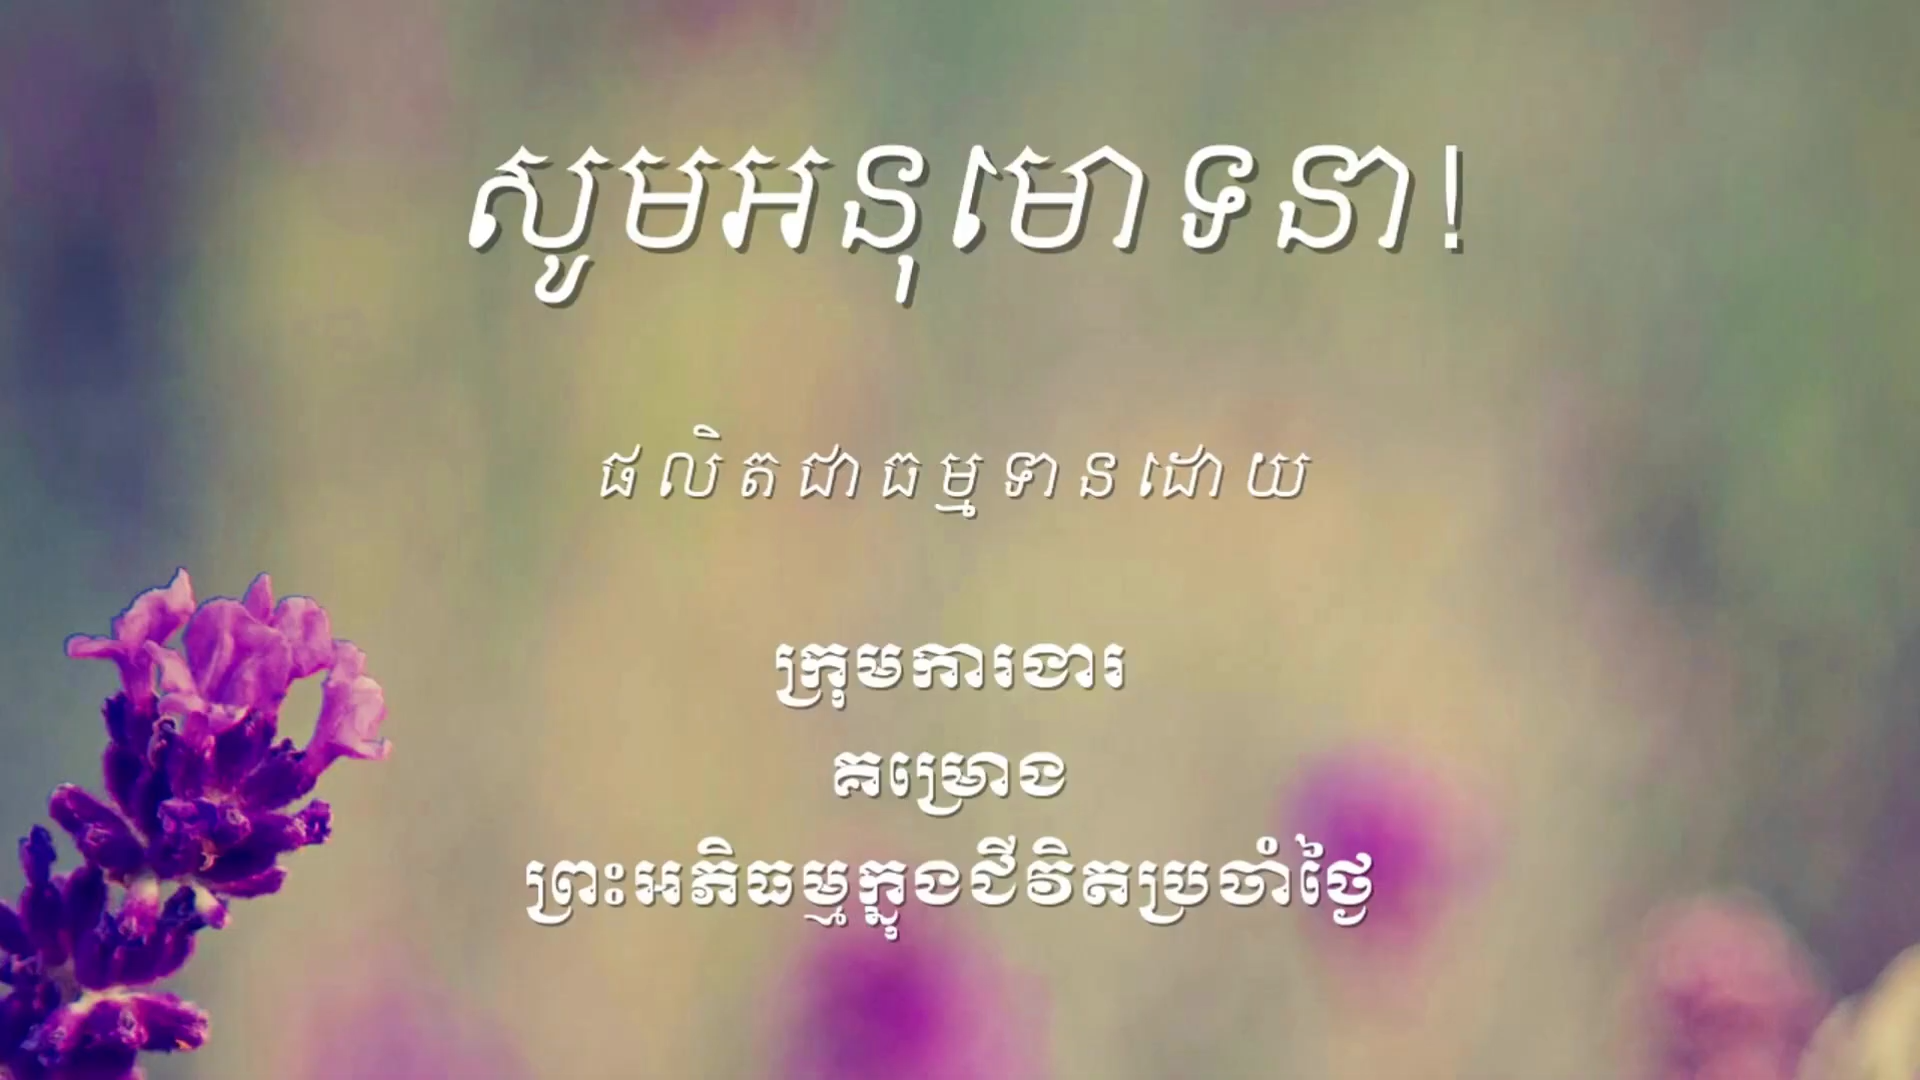 សូមអនុមោទនា!
ផលិតជាធម្មទានដោយ
ក្រុមការងារ
គម្រោង
ព្រះអភិធម្មក្នុងជីវិតប្រចាំថ្ងៃ